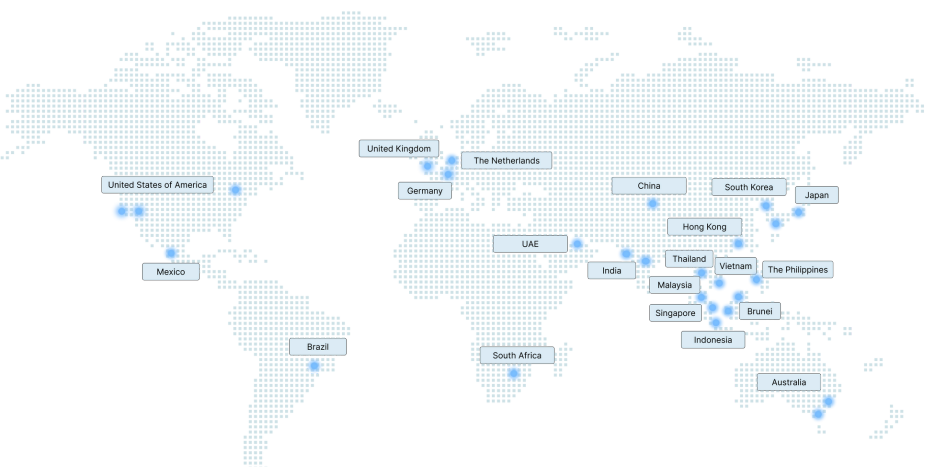 United Kingdom
The Netherlands
United States of America
Germany
China
South Korea
Japan
Hong Kong
UAE
Thailand
Vietnam
The Philippines
India
Mexico
Malaysia
Singapore
Brunei
Indonesia
Brazil
South Africa
Australia